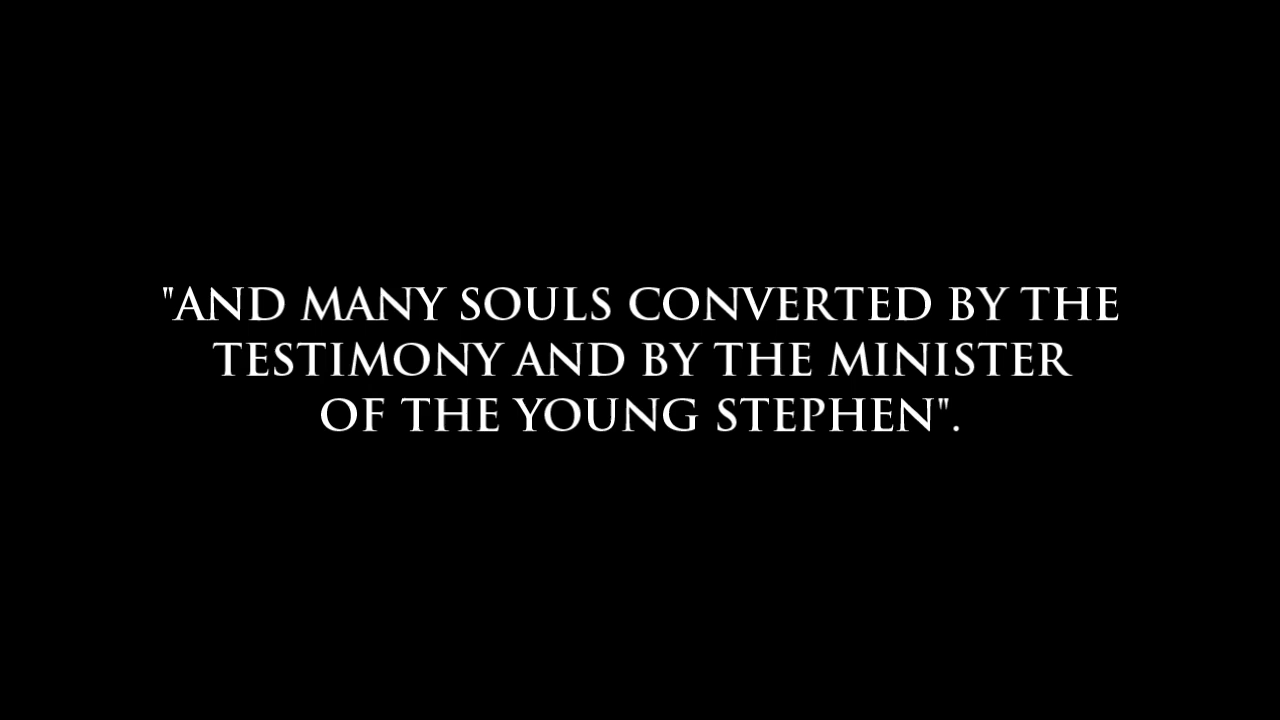 "AND MANY SOULS CONVERTED BY THE
TESTIMONY AND BY THE MINISTER
OF THE YOUNG STEPHEN".